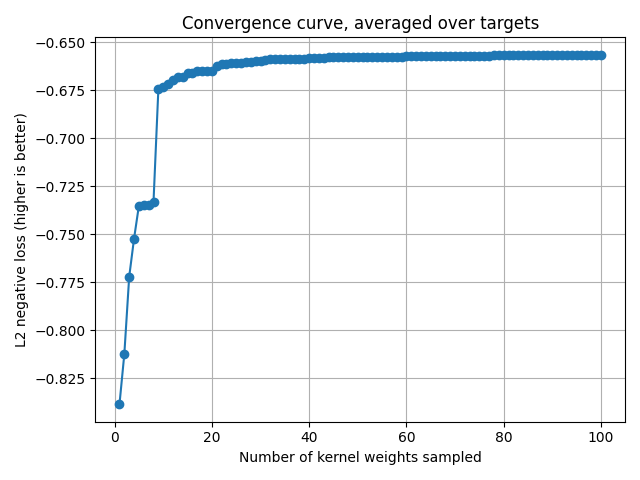 Convergence curve, averaged over targets
L2 negative loss (higher is better)
−0.650
−0.675
−0.700
−0.725
−0.750
−0.775
−0.800
−0.825
0 20 40 60 80 100
Number of kernel weights sampled